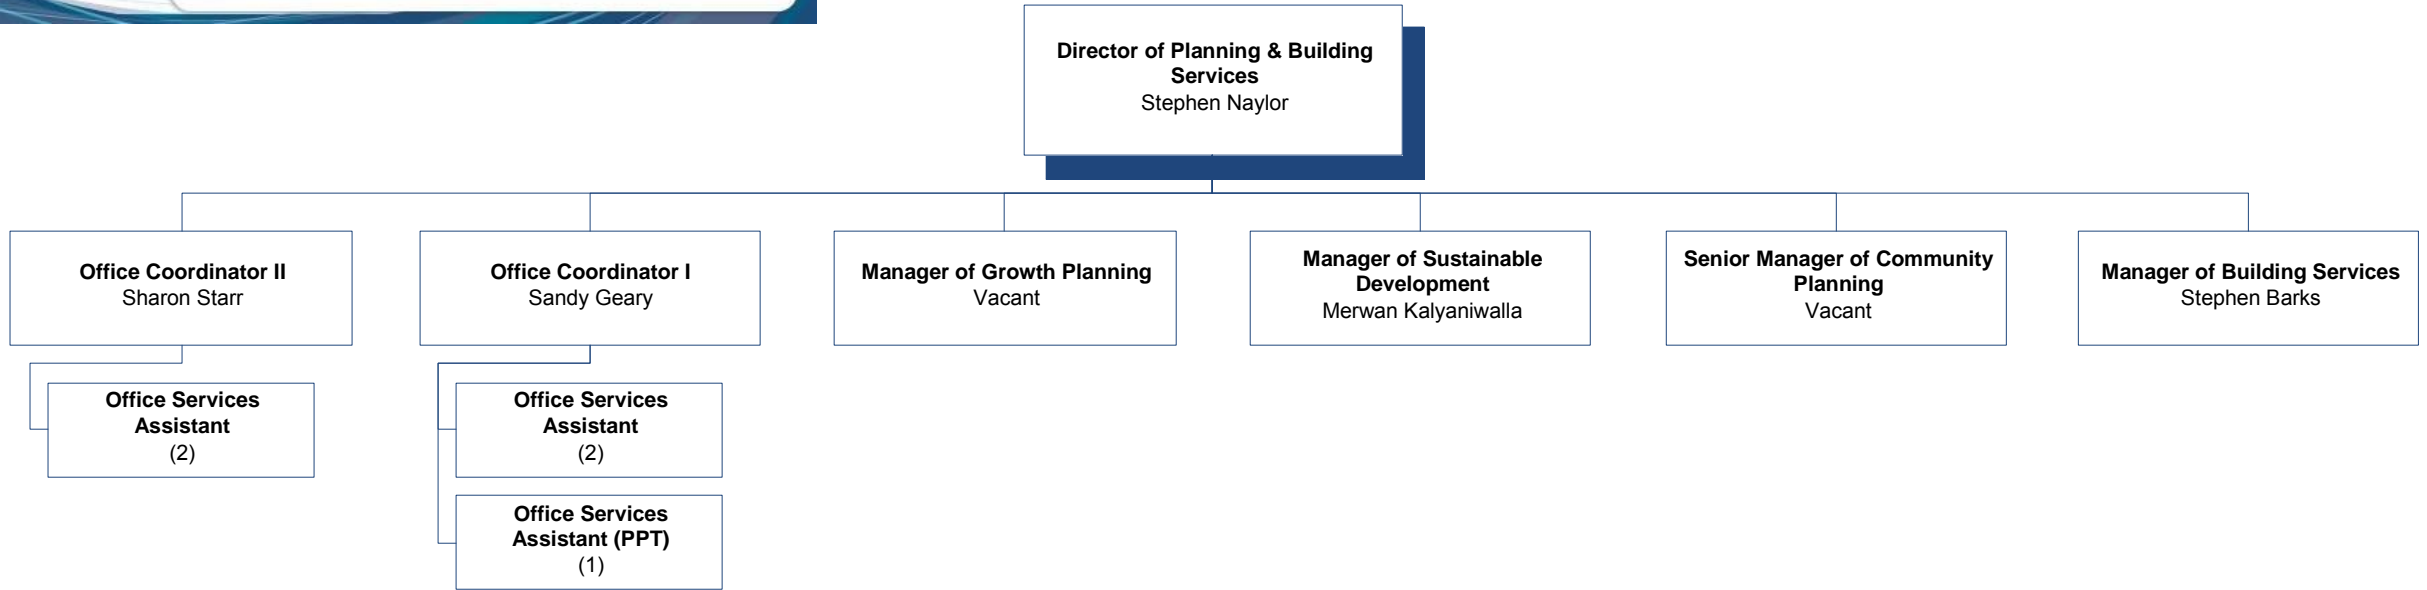 Director of Planning & Building
Services
Stephen Naylor
Office Coordinator II
Sharon Starr
Office Coordinator I
Sandy Geary
Manager of Growth Planning
Vacant
Manager of Sustainable
Development
Merwan Kalyaniwalla
Senior Manager of Community
Planning
Vacant
Manager of Building Services
Stephen Barks
Office Services
Assistant
(2)
Office Services
Assistant
(2)
Office Services
Assistant (PPT)
(1)